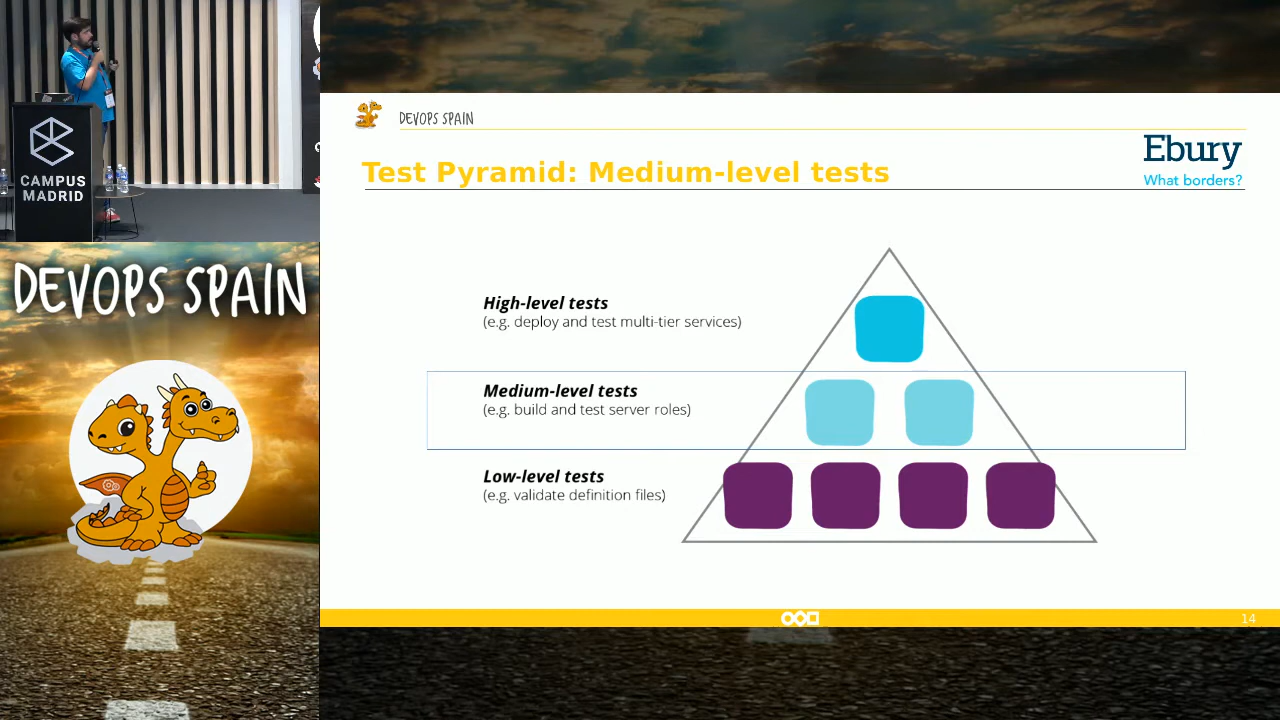 CAMPUS
MADRID
DEVOPS SPAIN
DEVOPS SPAIN
Ebury
What borders?
Test Pyramid: Medium-level tests
High-level tests
(e.g. deploy and test multi-tier services)
Medium-level tests
(e.g. build and test server roles)
Low-level tests
(e.g. validate definition files)
14